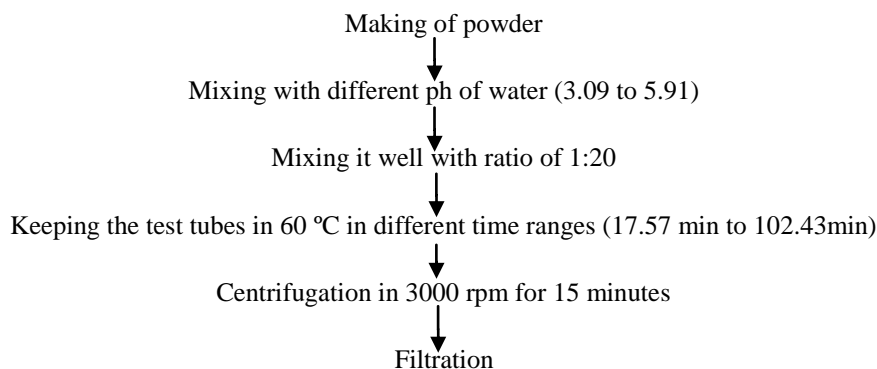 Making of powder
Mixing with different ph of water (3.09 to 5.91)
Mixing it well with ratio of 1:20
Keeping the test tubes in 60 ºC in different time ranges (17.57 min to 102.43min)
Centrifugation in 3000 rpm for 15 minutes
Filtration